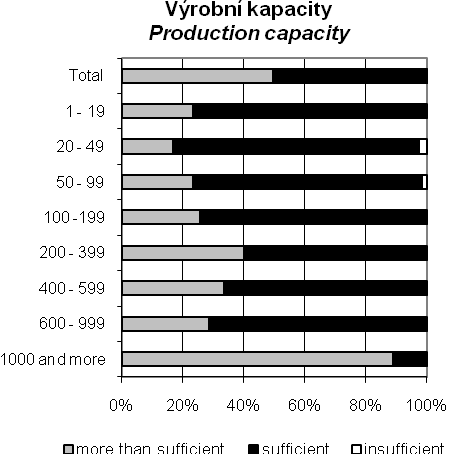 Výrobní kapacity
Production capacity
Total
1 - 19
20 - 49
50 - 99
100 -199
200 - 399
400 - 599
600 - 999
1000 and more
0% 20% 40% 60% 80% 100%
more than sufficient sufficient insufficient